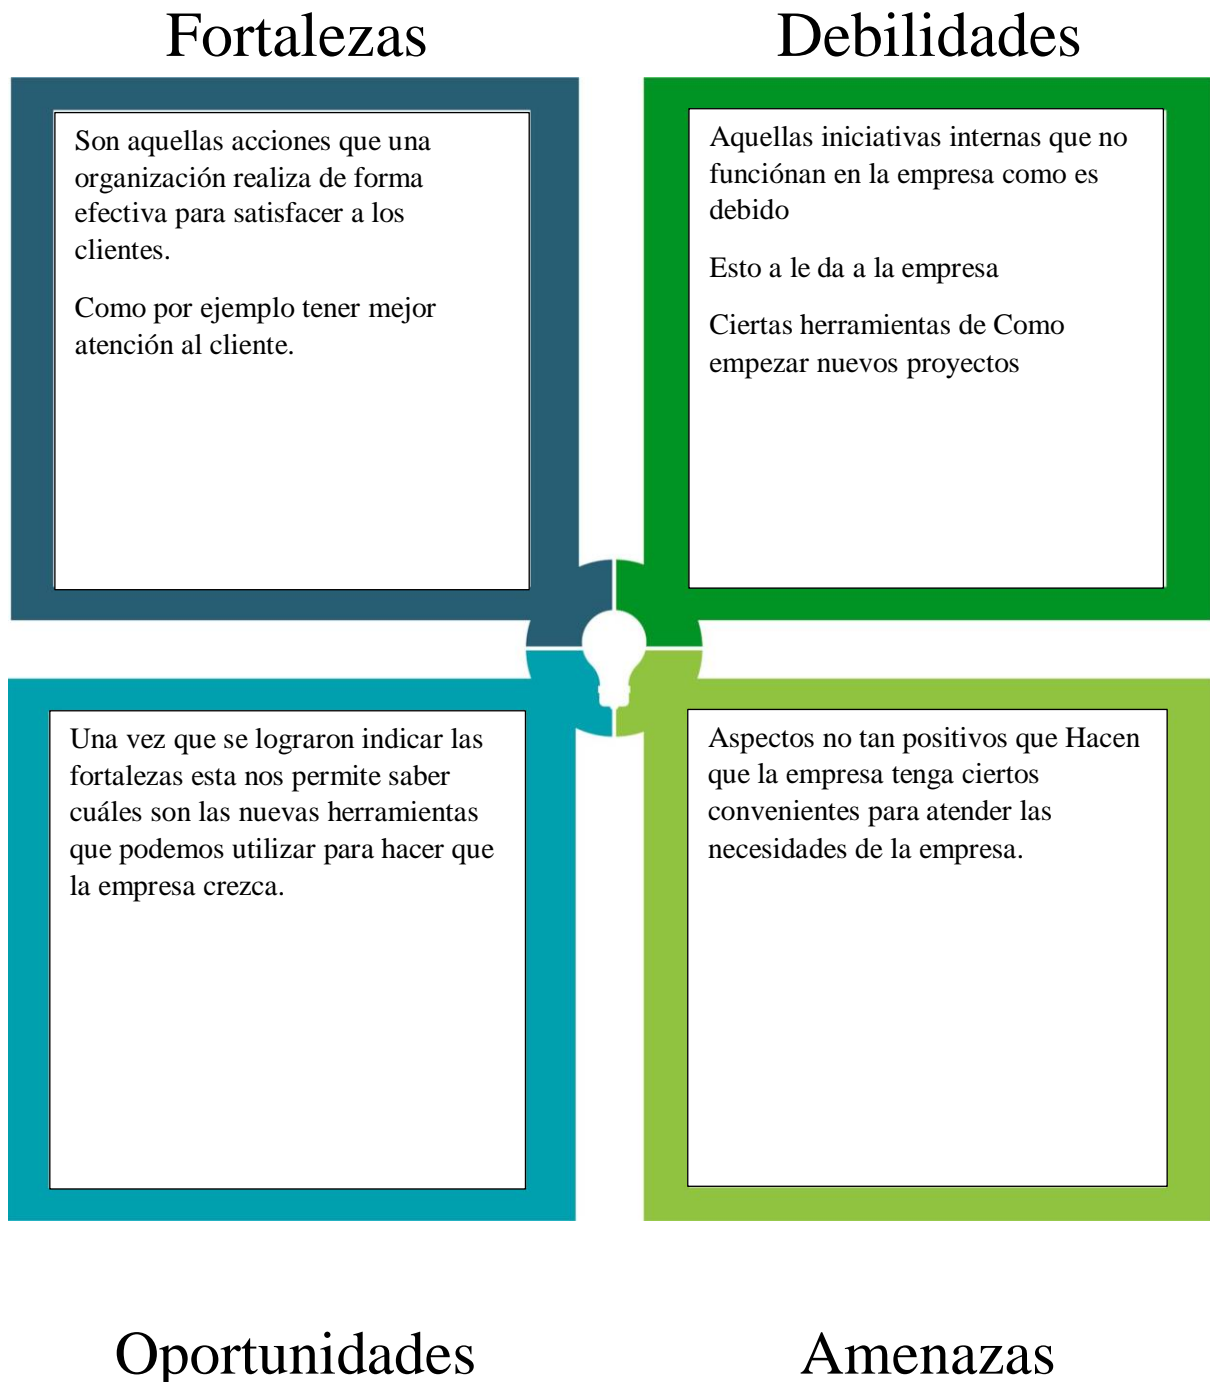 Fortalezas
Son aquellas acciones que una
organización realiza de forma
efectiva para satisfacer a los
clientes.
Como por ejemplo tener mejor
atención al cliente.
Debilidades
Aquellas iniciativas internas que no
funciónan en la empresa como es
debido
Esto a le da a la empresa
Ciertas herramientas de Como
empezar nuevos proyectos
Una vez que se lograron indicar las
fortalezas esta nos permite saber
cuáles son las nuevas herramientas
que podemos utilizar para hacer que
la empresa crezca.
Oportunidades
Aspectos no tan positivos que Hacen
que la empresa tenga ciertos
convenientes para atender las
necesidades de la empresa.
Amenazas